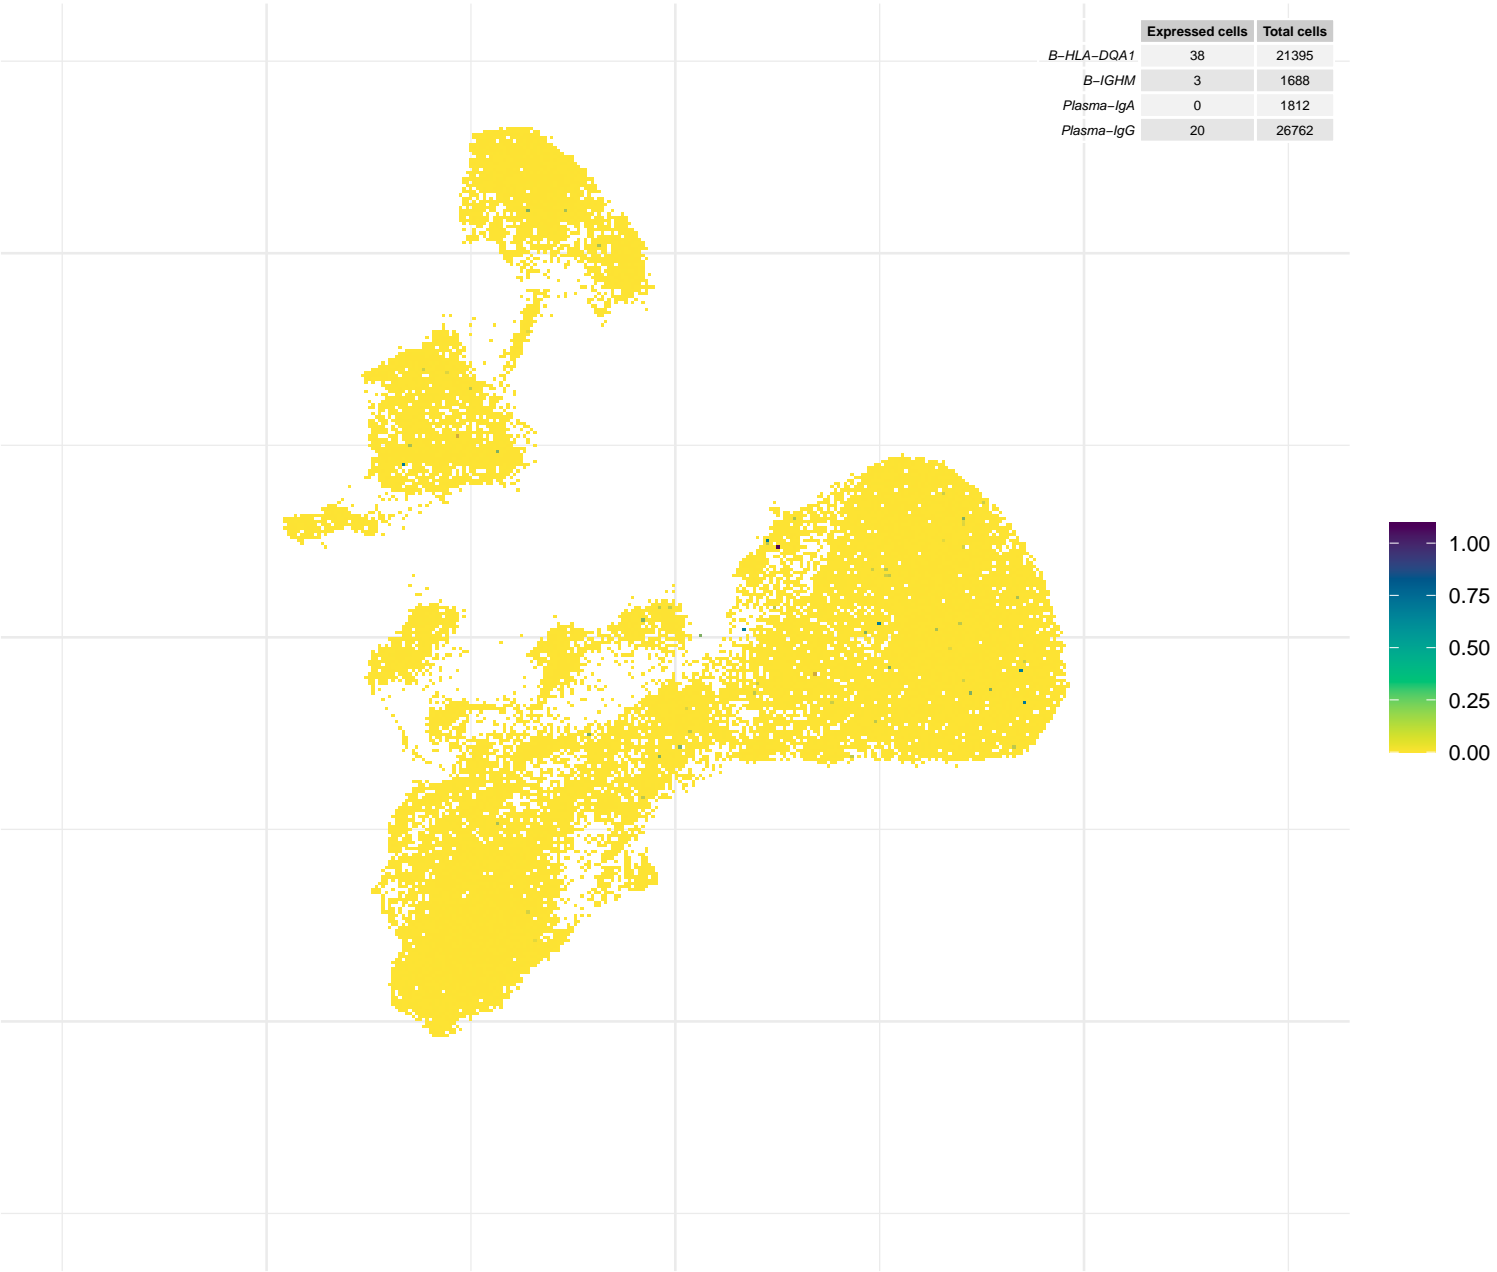 Expressed cells Total cells
B−HLA−DQA1 38 21395
B−IGHM 3 1688
Plasma−IgA 0 1812
Plasma−IgG 20 26762
1.00
0.75
0.50
0.25
0.00